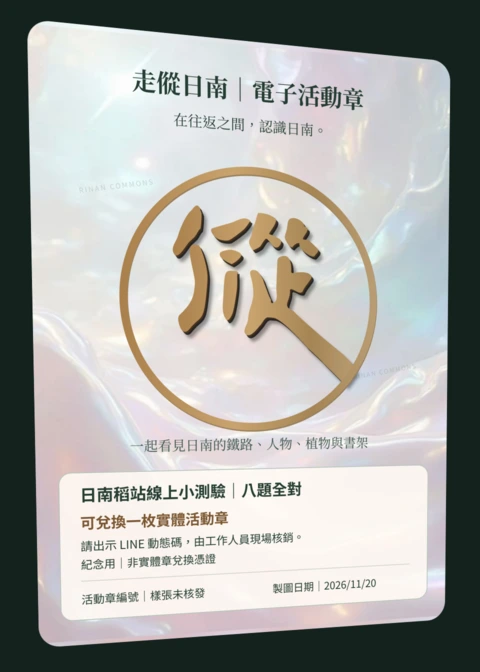 走傱日南｜電子活動章
在往返之間，認識日南。
RINAN COMMONS
傱
RINAN COMMONS
一起看見日南的鐵路、人物、植物與書架
日南稻站線上小測驗｜八題全對
可兌換一枚實體活動章
請出示 LINE 動態碼，由工作人員現場核銷。
紀念用｜非實體章兌換憑證
活動章編號｜樣張未核發
製圖日期｜2026/11/20